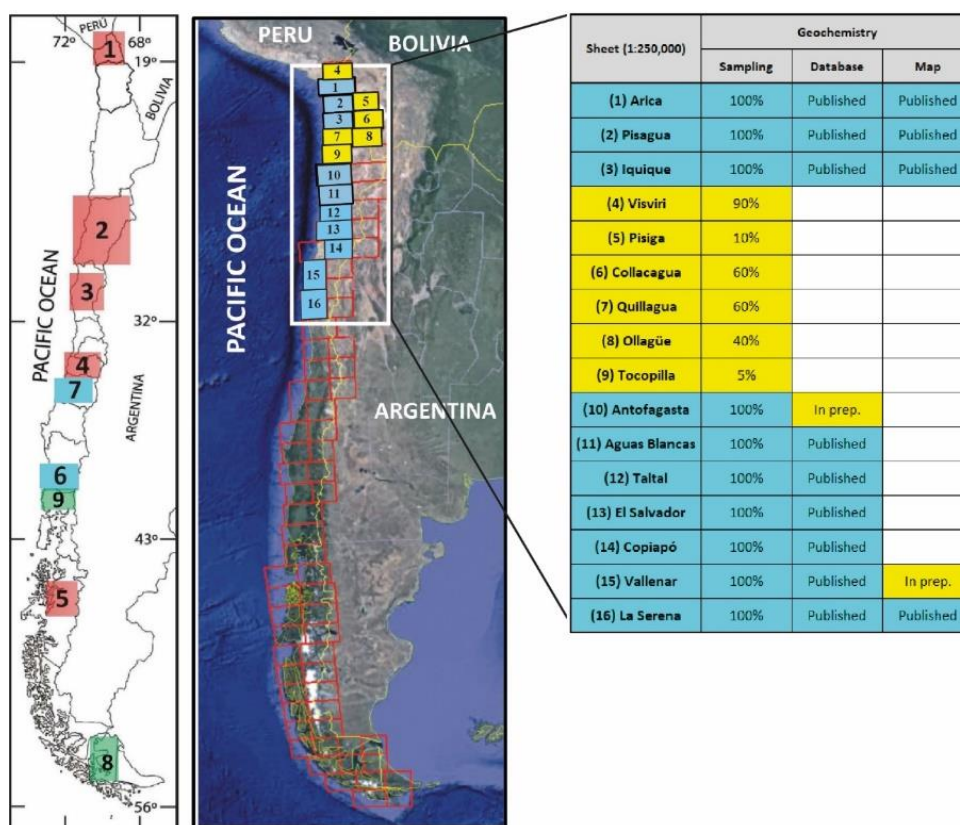 PERÚ
72° 68°
1
19°
BOLIVIA
2
3
PACIFIC OCEAN
32°
4
7
ARGENTINA
6
9
43°
5
8
56°
PERU
BOLIVIA
4
1
2 5
3 6
7 8
9
10
11
12
13
14
15
16
PACIFIC OCEAN
ARGENTINA
Sheet (1:250,000) Geochemistry
Sampling Database Map
(1) Arica 100% Published Published
(2) Pisagua 100% Published Published
(3) Iquique 100% Published Published
(4) Visviri 90%
(5) Pisiga 10%
(6) Collacagua 60%
(7) Quillagua 60%
(8) Ollagüe 40%
(9) Tocopilla 5%
(10) Antofagasta 100% In prep.
(11) Aguas Blancas 100% Published
(12) Taltal 100% Published
(13) El Salvador 100% Published
(14) Copiapó 100% Published
(15) Vallenar 100% Published In prep.
(16) La Serena 100% Published Published